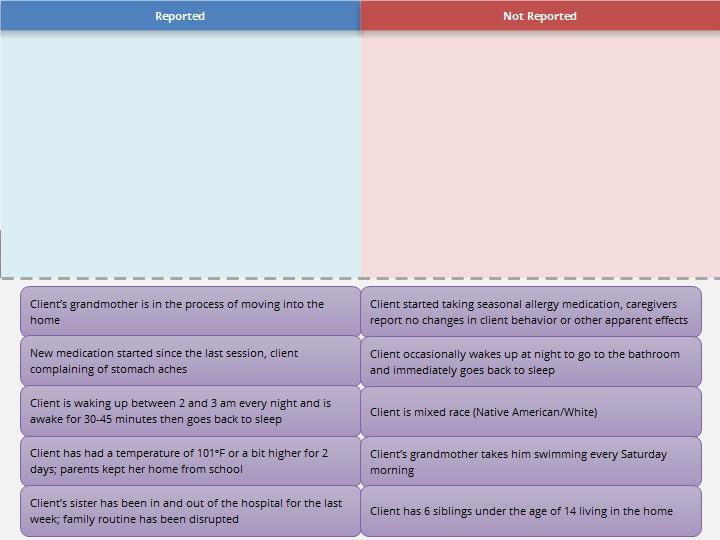 Reported
Not Reported
Client's grandmother is in the process of moving into the
home
Client started taking seasonal allergy medication, caregivers
report no changes in client behavior or other apparent effects
New medication started since the last session, client
complaining of stomach aches
Client occasionally wakes up at night to go to the bathroom
and immediately goes back to sleep
Client is waking up between 2 and 3 am every night and is
awake for 30-45 minutes then goes back to sleep
Client is mixed race (Native American/White)
Client has had a temperature of 101°F or a bit higher for 2
days; parents kept her home from school
Client's grandmother takes him swimming every Saturday
morning
Client's sister has been in and out of the hospital for the last
week; family routine has been disrupted
Client has 6 siblings under the age of 14 living in the home